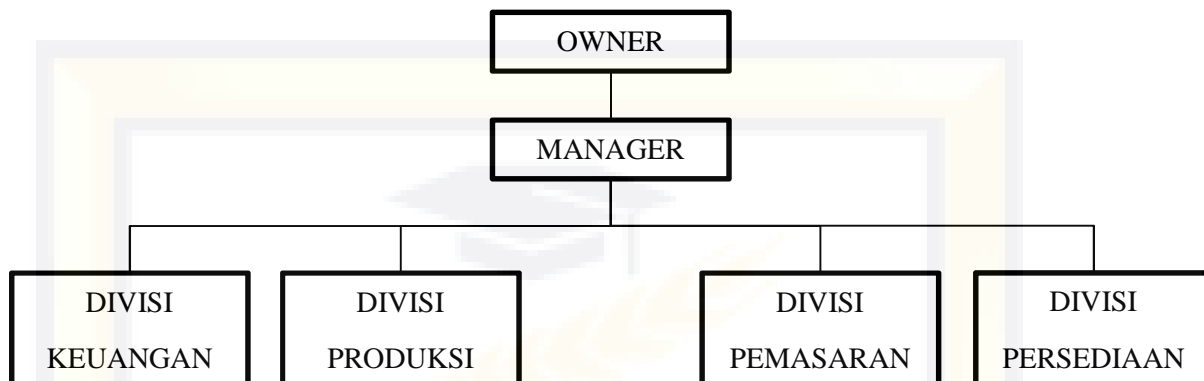 OWNER
MANAGER
DIVISI
KEUANGAN
DIVISI
PRODUKSI
DIVISI
PEMASARAN
DIVISI
PERSEDIAAN